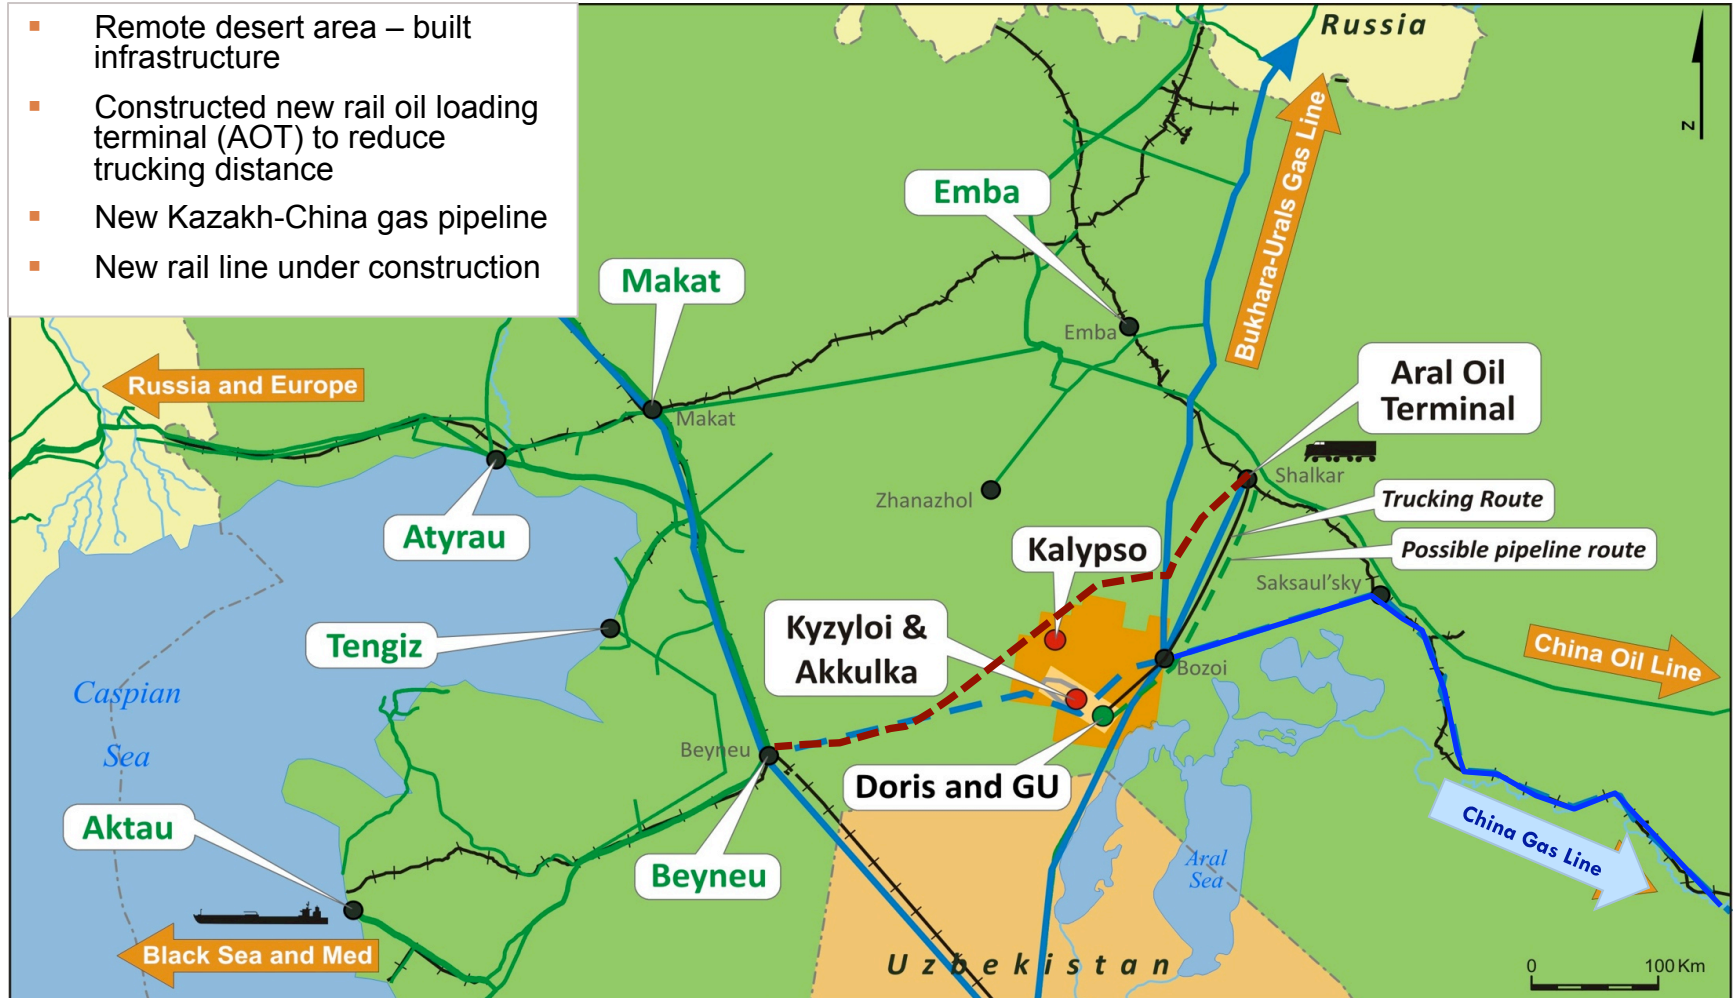 Remote desert area – built
infrastructure
Constructed new rail oil loading
terminal (AOT) to reduce
trucking distance
New Kazakh-China gas pipeline
New rail line under construction
Russia
z
Bukhara-Urals Gas Line
Emba
Makat
Emba
Russia and Europe
Makat
Aral Oil
Terminal
Shalkar
Zhanazhol
Trucking Route
Atyrau
Kalypso
Possible pipeline route
Saksaul'sky
Kyzyloi &
Akkulka
Tengiz
China Oil Line
Bozoi
Caspian
Sea
Beyneu
Doris and GU
Aktau
China Gas Line
Beyneu
Aral
Sea
Black Sea and Med
Uzbekistan
0 100 Km